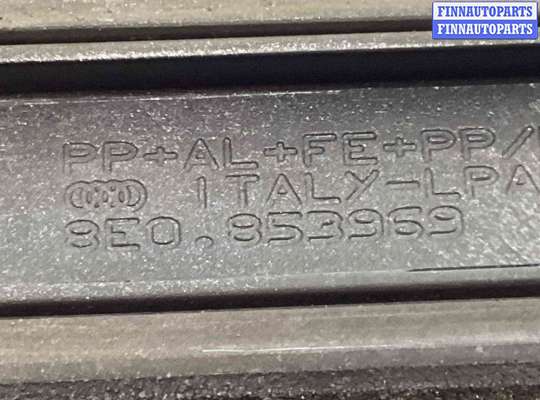 FINNAUTOPARTS
FINNAUTOPARTS
PP+AL+FE+PP/
ITALY-LPA
8E0.853969